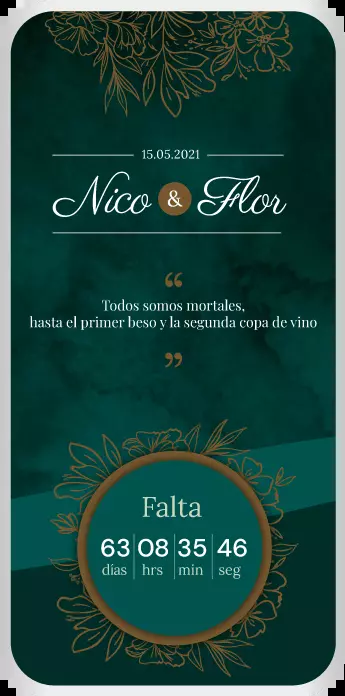 15.05.2021
Nico & Flor
“
Todos somos mortales,
hasta el primer beso y la segunda copa de vino
”
Falta
63 08 35 46
días hrs min seg